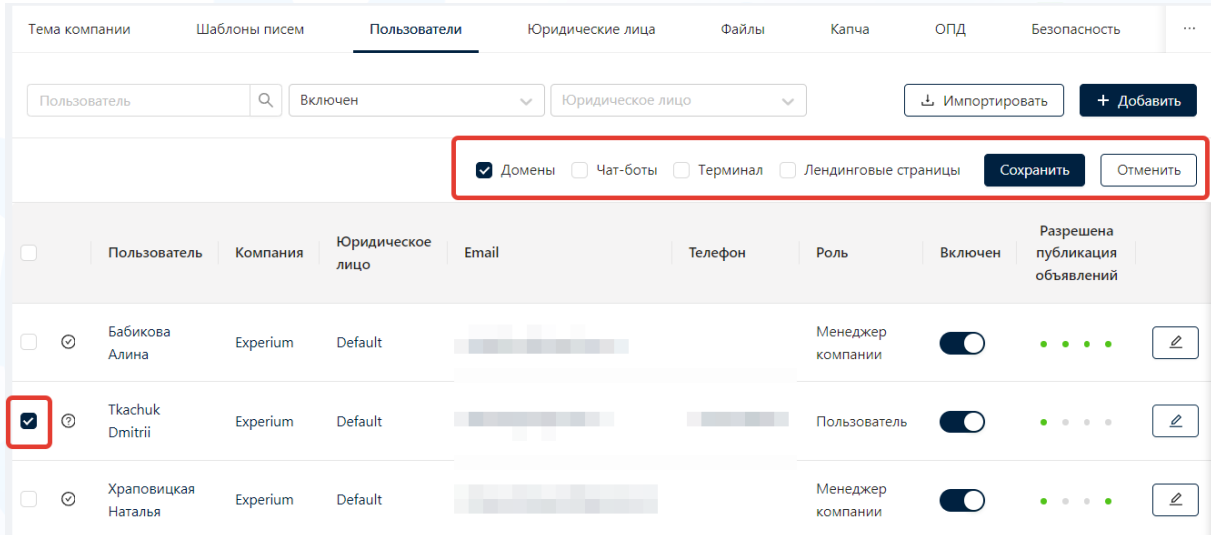 Тема компании Шаблоны писем Пользователи Юридические лица Файлы Капча ОПД Безопасность ...
Пользователь Включен Юридическое лицо Импортировать + Добавить
Домены Чат-боты Терминал Лендинговые страницы Сохранить Отменить
Пользователь Компания Юридическое лицо Email Телефон Роль Включен Разрешена публикация объявлений
Бабикова Алина Experium Default Менеджер компании
Tkachuk Dmitrii Experium Default Пользователь
Храповицкая Наталья Experium Default Менеджер компании